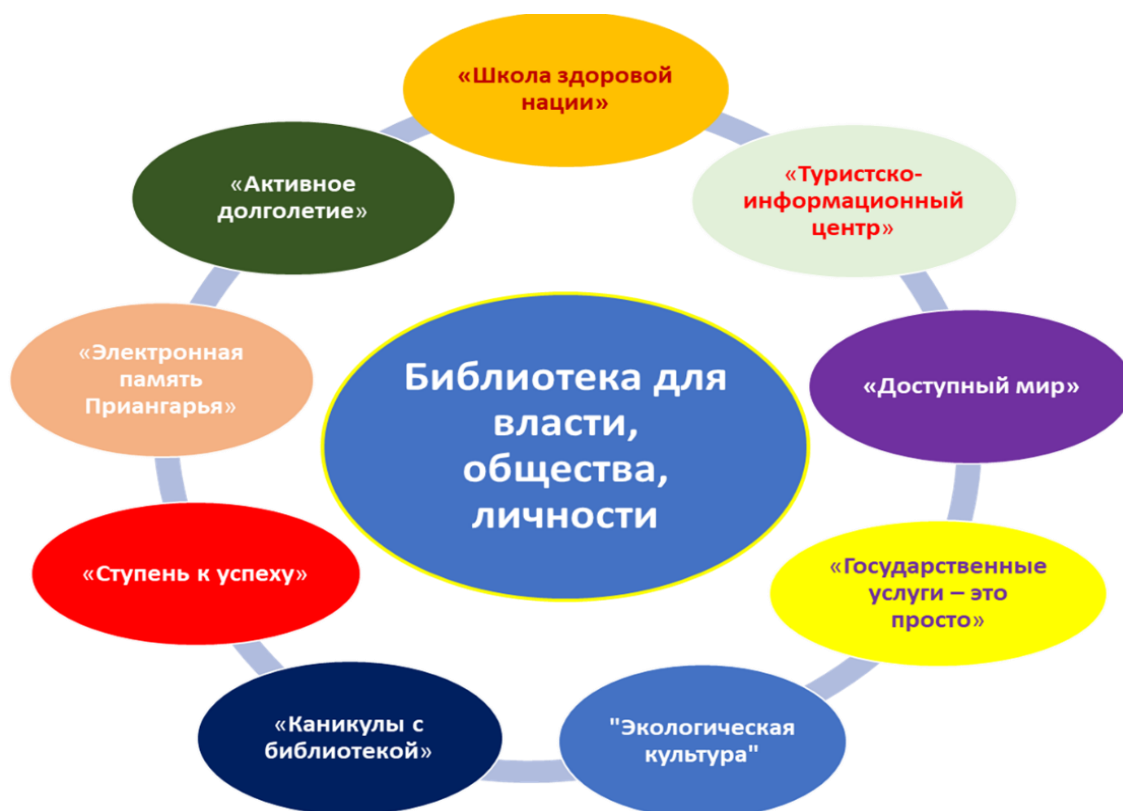 «Школа здоровой
нации»
«Туристско-
информационный
центр»
«Доступный мир»
«Государственные
услуги – это
просто»
"Экологическая
культура"
«Каникулы с
библиотекой»
«Ступень к успеху»
«Электронная
память
Приангарья»
«Активное
долголетие»
Библиотека для
власти,
общества,
личности